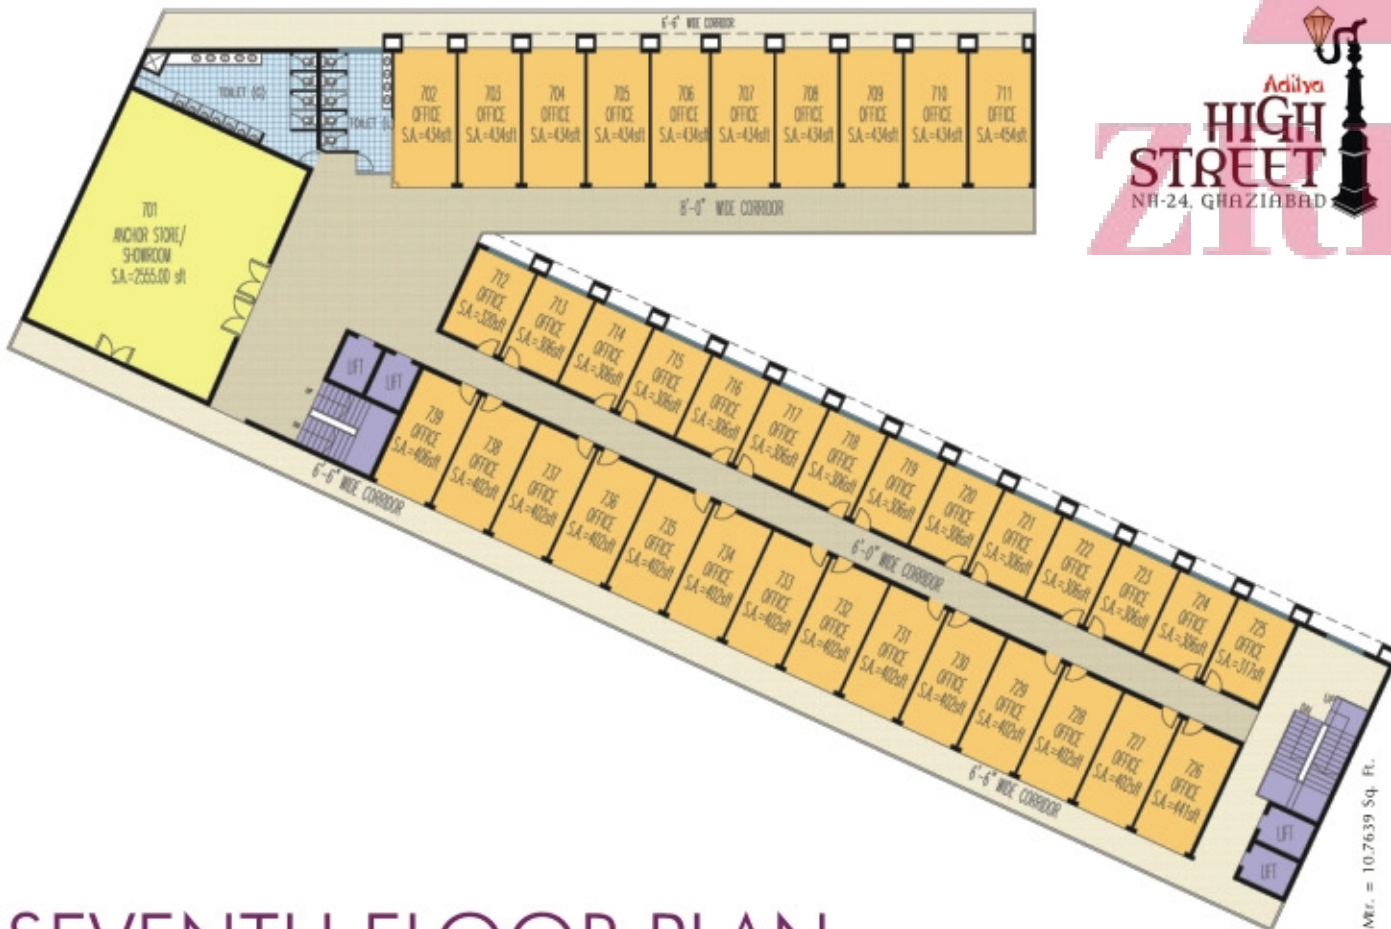 6'-6" WIDE CORRIDOR
Aditya
HIGH
STREET
NH-24, GHAZIABAD
TOILET (G)
TOILET (L)
702
OFFICE
S.A.=434sft
703
OFFICE
S.A.=434sft
704
OFFICE
S.A.=434sft
705
OFFICE
S.A.=434sft
706
OFFICE
S.A.=434sft
707
OFFICE
S.A.=434sft
708
OFFICE
S.A.=434sft
709
OFFICE
S.A.=434sft
710
OFFICE
S.A.=434sft
711
OFFICE
S.A.=454sft
8'-0" WIDE CORRIDOR
701
ANCHOR STORE/
SHOWROOM
S.A.=2555.00 sft
712
OFFICE
S.A.=320sft
713
OFFICE
S.A.=306sft
714
OFFICE
S.A.=306sft
715
OFFICE
S.A.=306sft
716
OFFICE
S.A.=306sft
717
OFFICE
S.A.=306sft
718
OFFICE
S.A.=306sft
719
OFFICE
S.A.=306sft
720
OFFICE
S.A.=306sft
721
OFFICE
S.A.=306sft
722
OFFICE
S.A.=306sft
723
OFFICE
S.A.=306sft
724
OFFICE
S.A.=306sft
725
OFFICE
S.A.=317sft
LIFT
LIFT
6'-0" WIDE CORRIDOR
739
OFFICE
S.A.=406sft
738
OFFICE
S.A.=402sft
737
OFFICE
S.A.=402sft
736
OFFICE
S.A.=402sft
735
OFFICE
S.A.=402sft
734
OFFICE
S.A.=402sft
733
OFFICE
S.A.=402sft
732
OFFICE
S.A.=402sft
731
OFFICE
S.A.=402sft
730
OFFICE
S.A.=402sft
729
OFFICE
S.A.=402sft
728
OFFICE
S.A.=402sft
727
OFFICE
S.A.=402sft
726
OFFICE
S.A.=441sft
6'-6" WIDE CORRIDOR
6'-6" WIDE CORRIDOR
LIFT
LIFT
Mtr. = 10.7639 Sq. Ft.
SEVENTH FLOOR PLAN